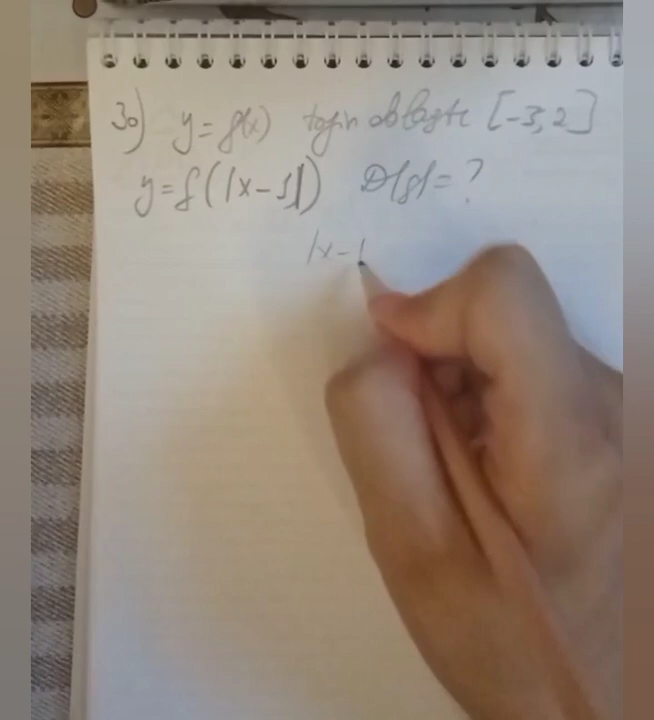 30) y = f(x) təyin oblastı [-3, 2]
y = f(|x-1|) D(f) = ?
|x-1